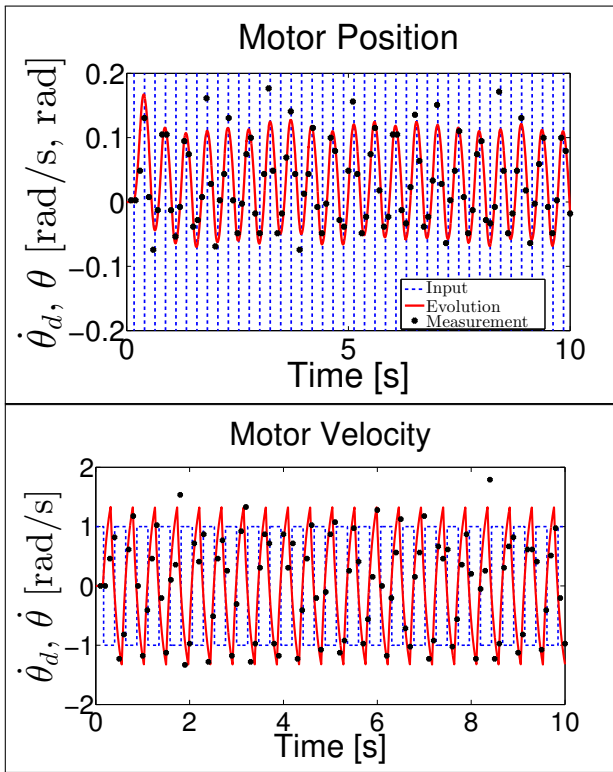 Motor Position
θ̇_d, θ [rad/s, rad]
0.2
0.1
0
−0.1
−0.2
Input
Evolution
Measurement
0
5
10
Time [s]
Motor Velocity
θ̇_d, θ̇ [rad/s]
2
1
0
−1
−2
0
2
4
6
8
10
Time [s]